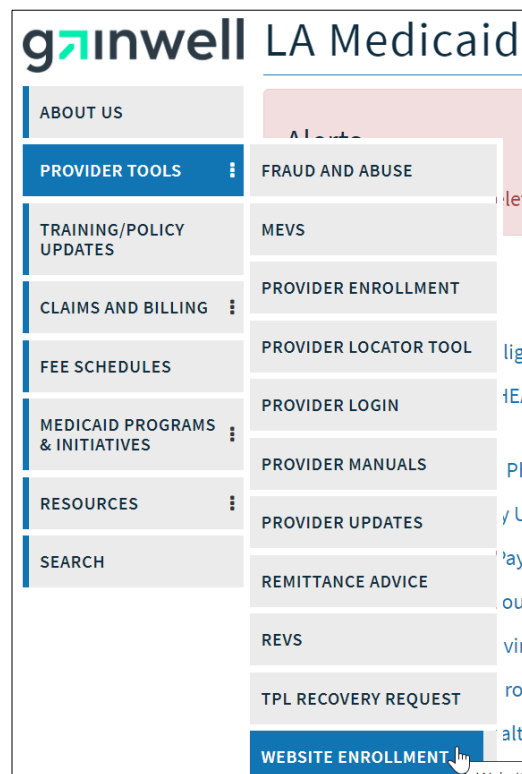 gainwell LA Medicaid
ABOUT US
PROVIDER TOOLS
TRAINING/POLICY
UPDATES
CLAIMS AND BILLING
FEE SCHEDULES
MEDICAID PROGRAMS
& INITIATIVES
RESOURCES
SEARCH
Alerts
FRAUD AND ABUSE
MEVS
PROVIDER ENROLLMENT
PROVIDER LOCATOR TOOL
PROVIDER LOGIN
PROVIDER MANUALS
PROVIDER UPDATES
REMITTANCE ADVICE
REVS
TPL RECOVERY REQUEST
WEBSITE ENROLLMENT